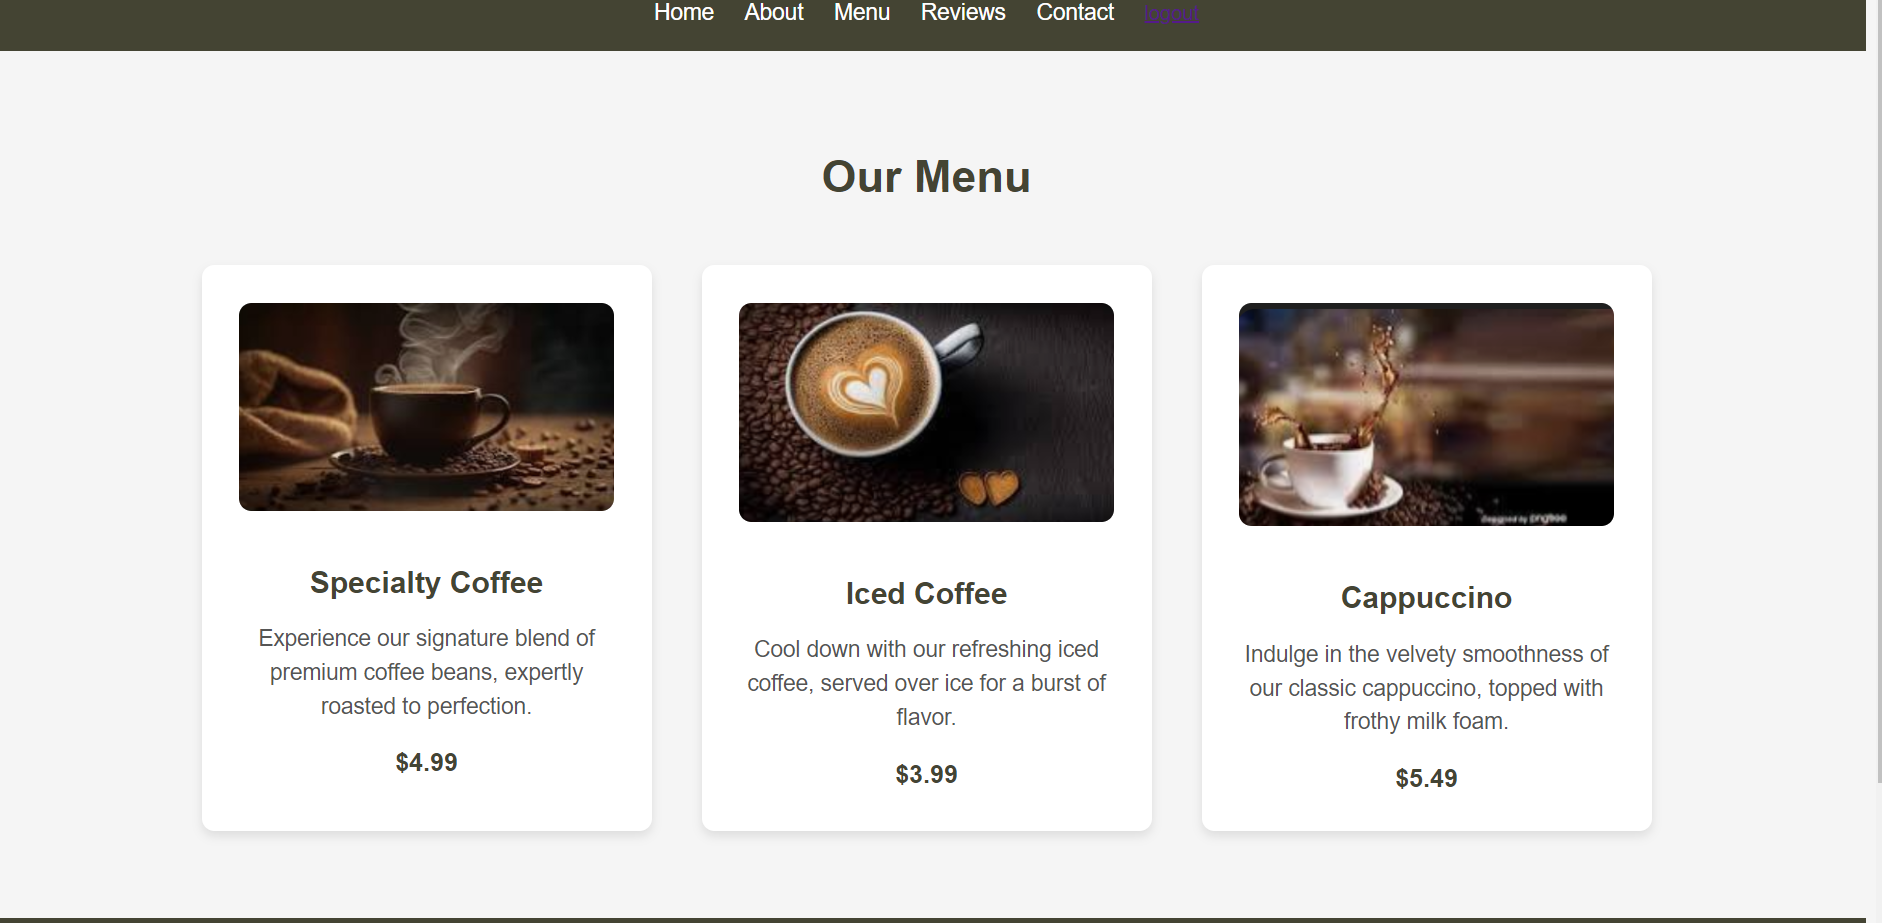 Home About Menu Reviews Contact logout
Our Menu
Specialty Coffee
Experience our signature blend of
premium coffee beans, expertly
roasted to perfection.
$4.99
Iced Coffee
Cool down with our refreshing iced
coffee, served over ice for a burst of
flavor.
$3.99
designed by pngtree
Cappuccino
Indulge in the velvety smoothness of
our classic cappuccino, topped with
frothy milk foam.
$5.49